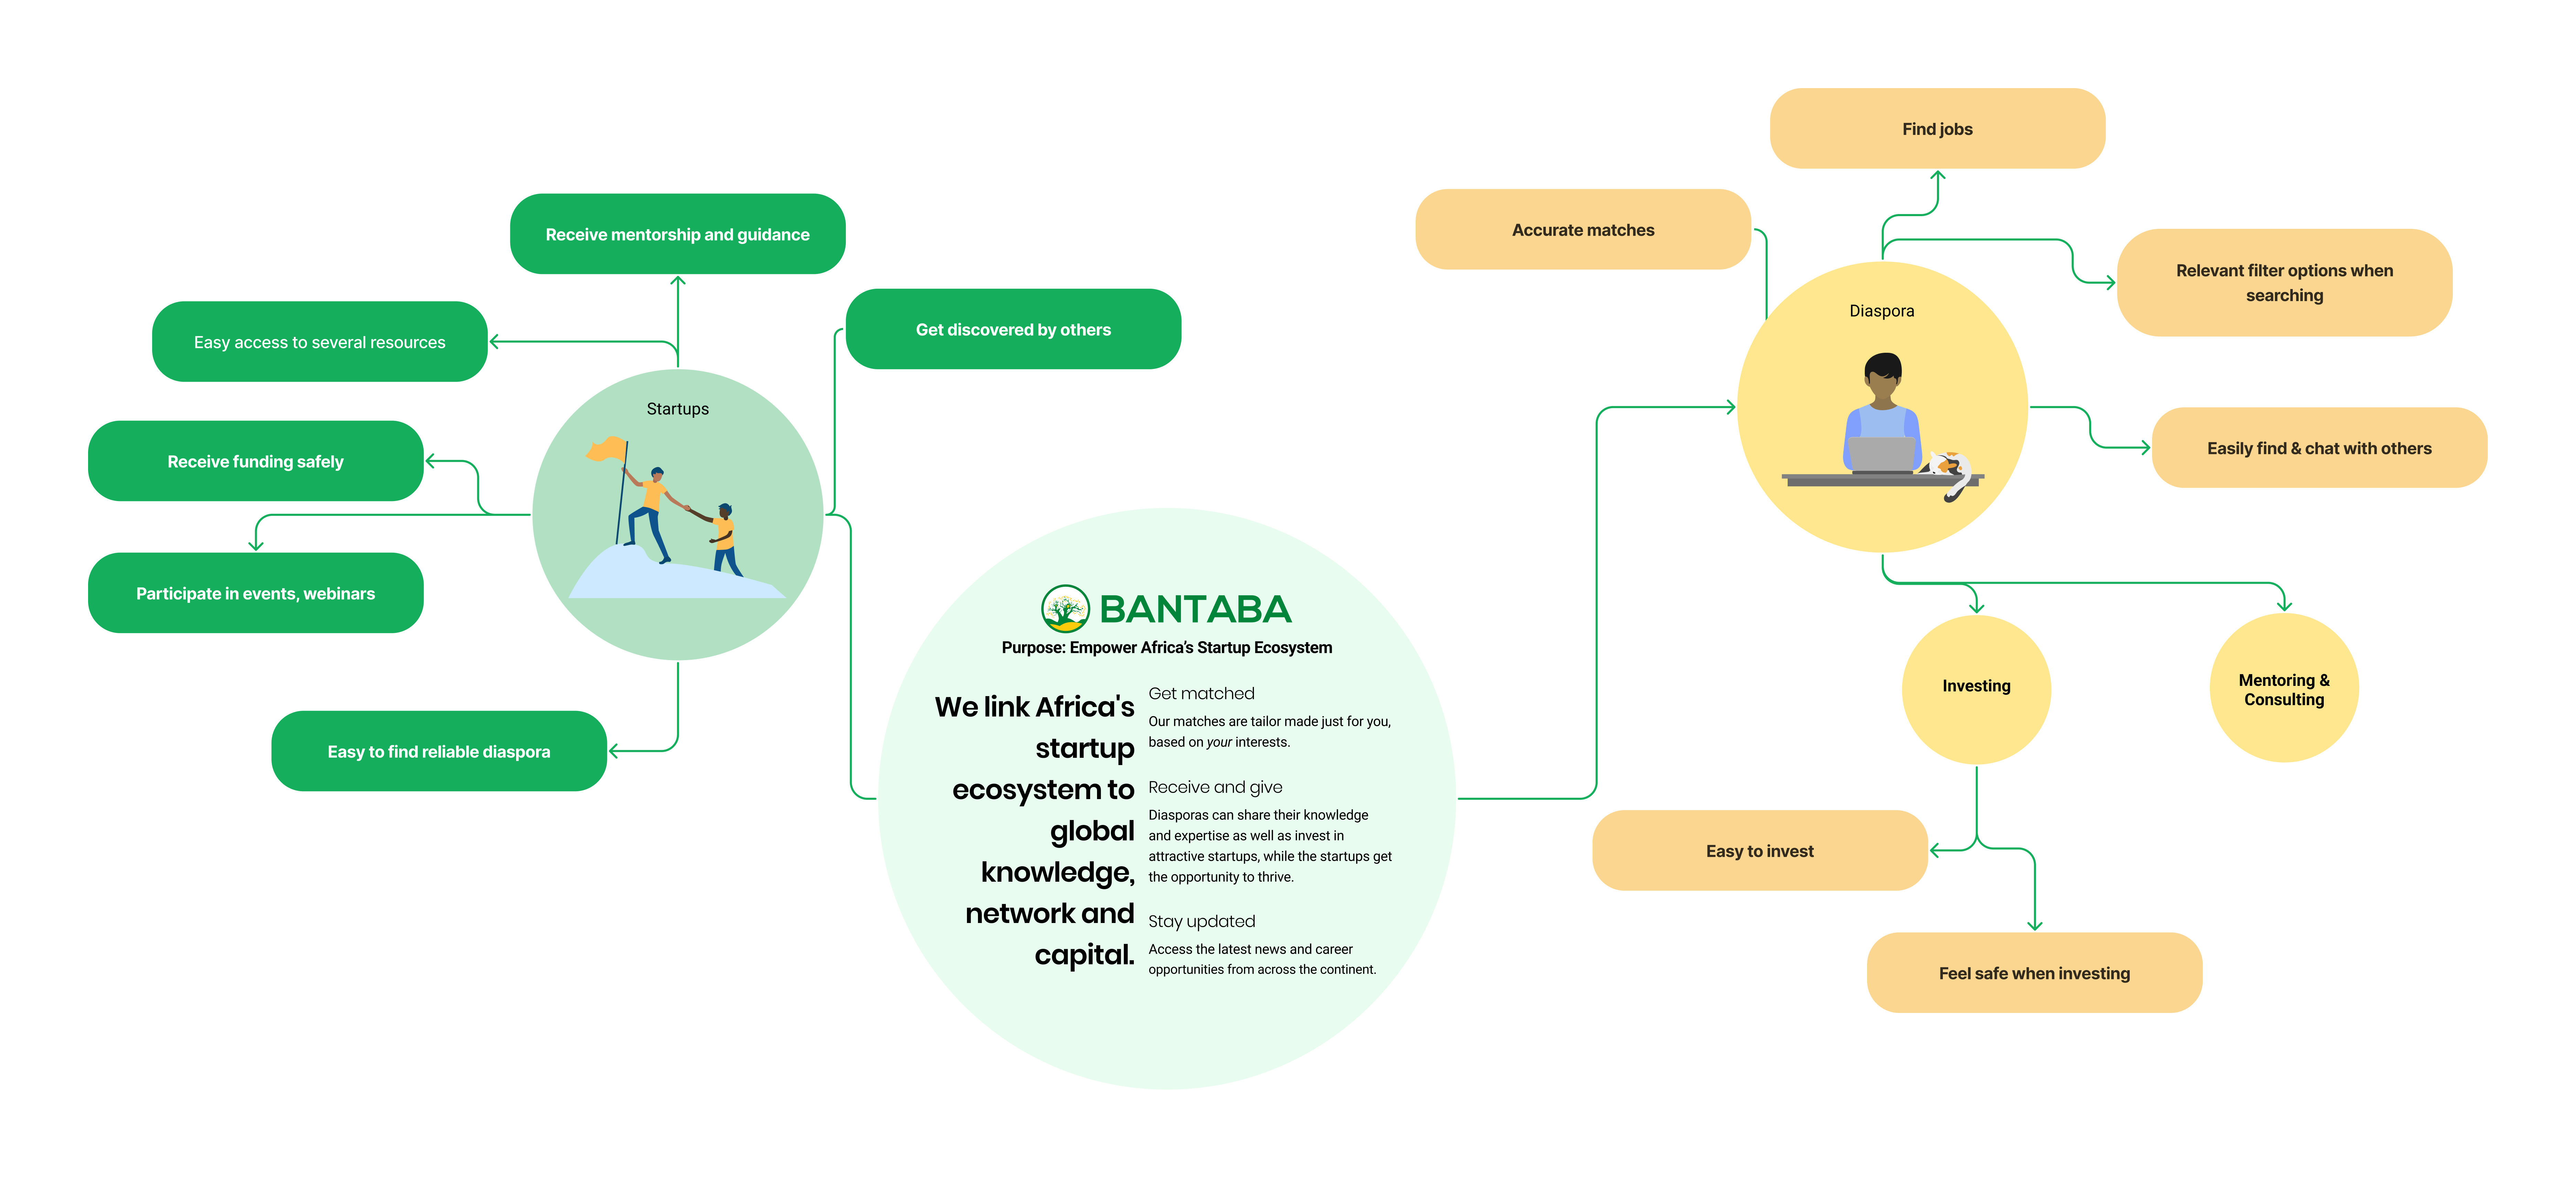 Receive mentorship and guidance
Easy access to several resources
Get discovered by others
Startups
Receive funding safely
Participate in events, webinars
Easy to find reliable diaspora
BANTABA
Purpose: Empower Africa’s Startup Ecosystem
We link Africa's
startup
ecosystem to
global
knowledge,
network and
capital.
Get matched
Our matches are tailor made just for you,
based on your interests.
Receive and give
Diasporas can share their knowledge
and expertise as well as invest in
attractive startups, while the startups get
the opportunity to thrive.
Stay updated
Access the latest news and career
opportunities from across the continent.
Find jobs
Accurate matches
Relevant filter options when
searching
Diaspora
Easily find & chat with others
Investing
Mentoring &
Consulting
Easy to invest
Feel safe when investing